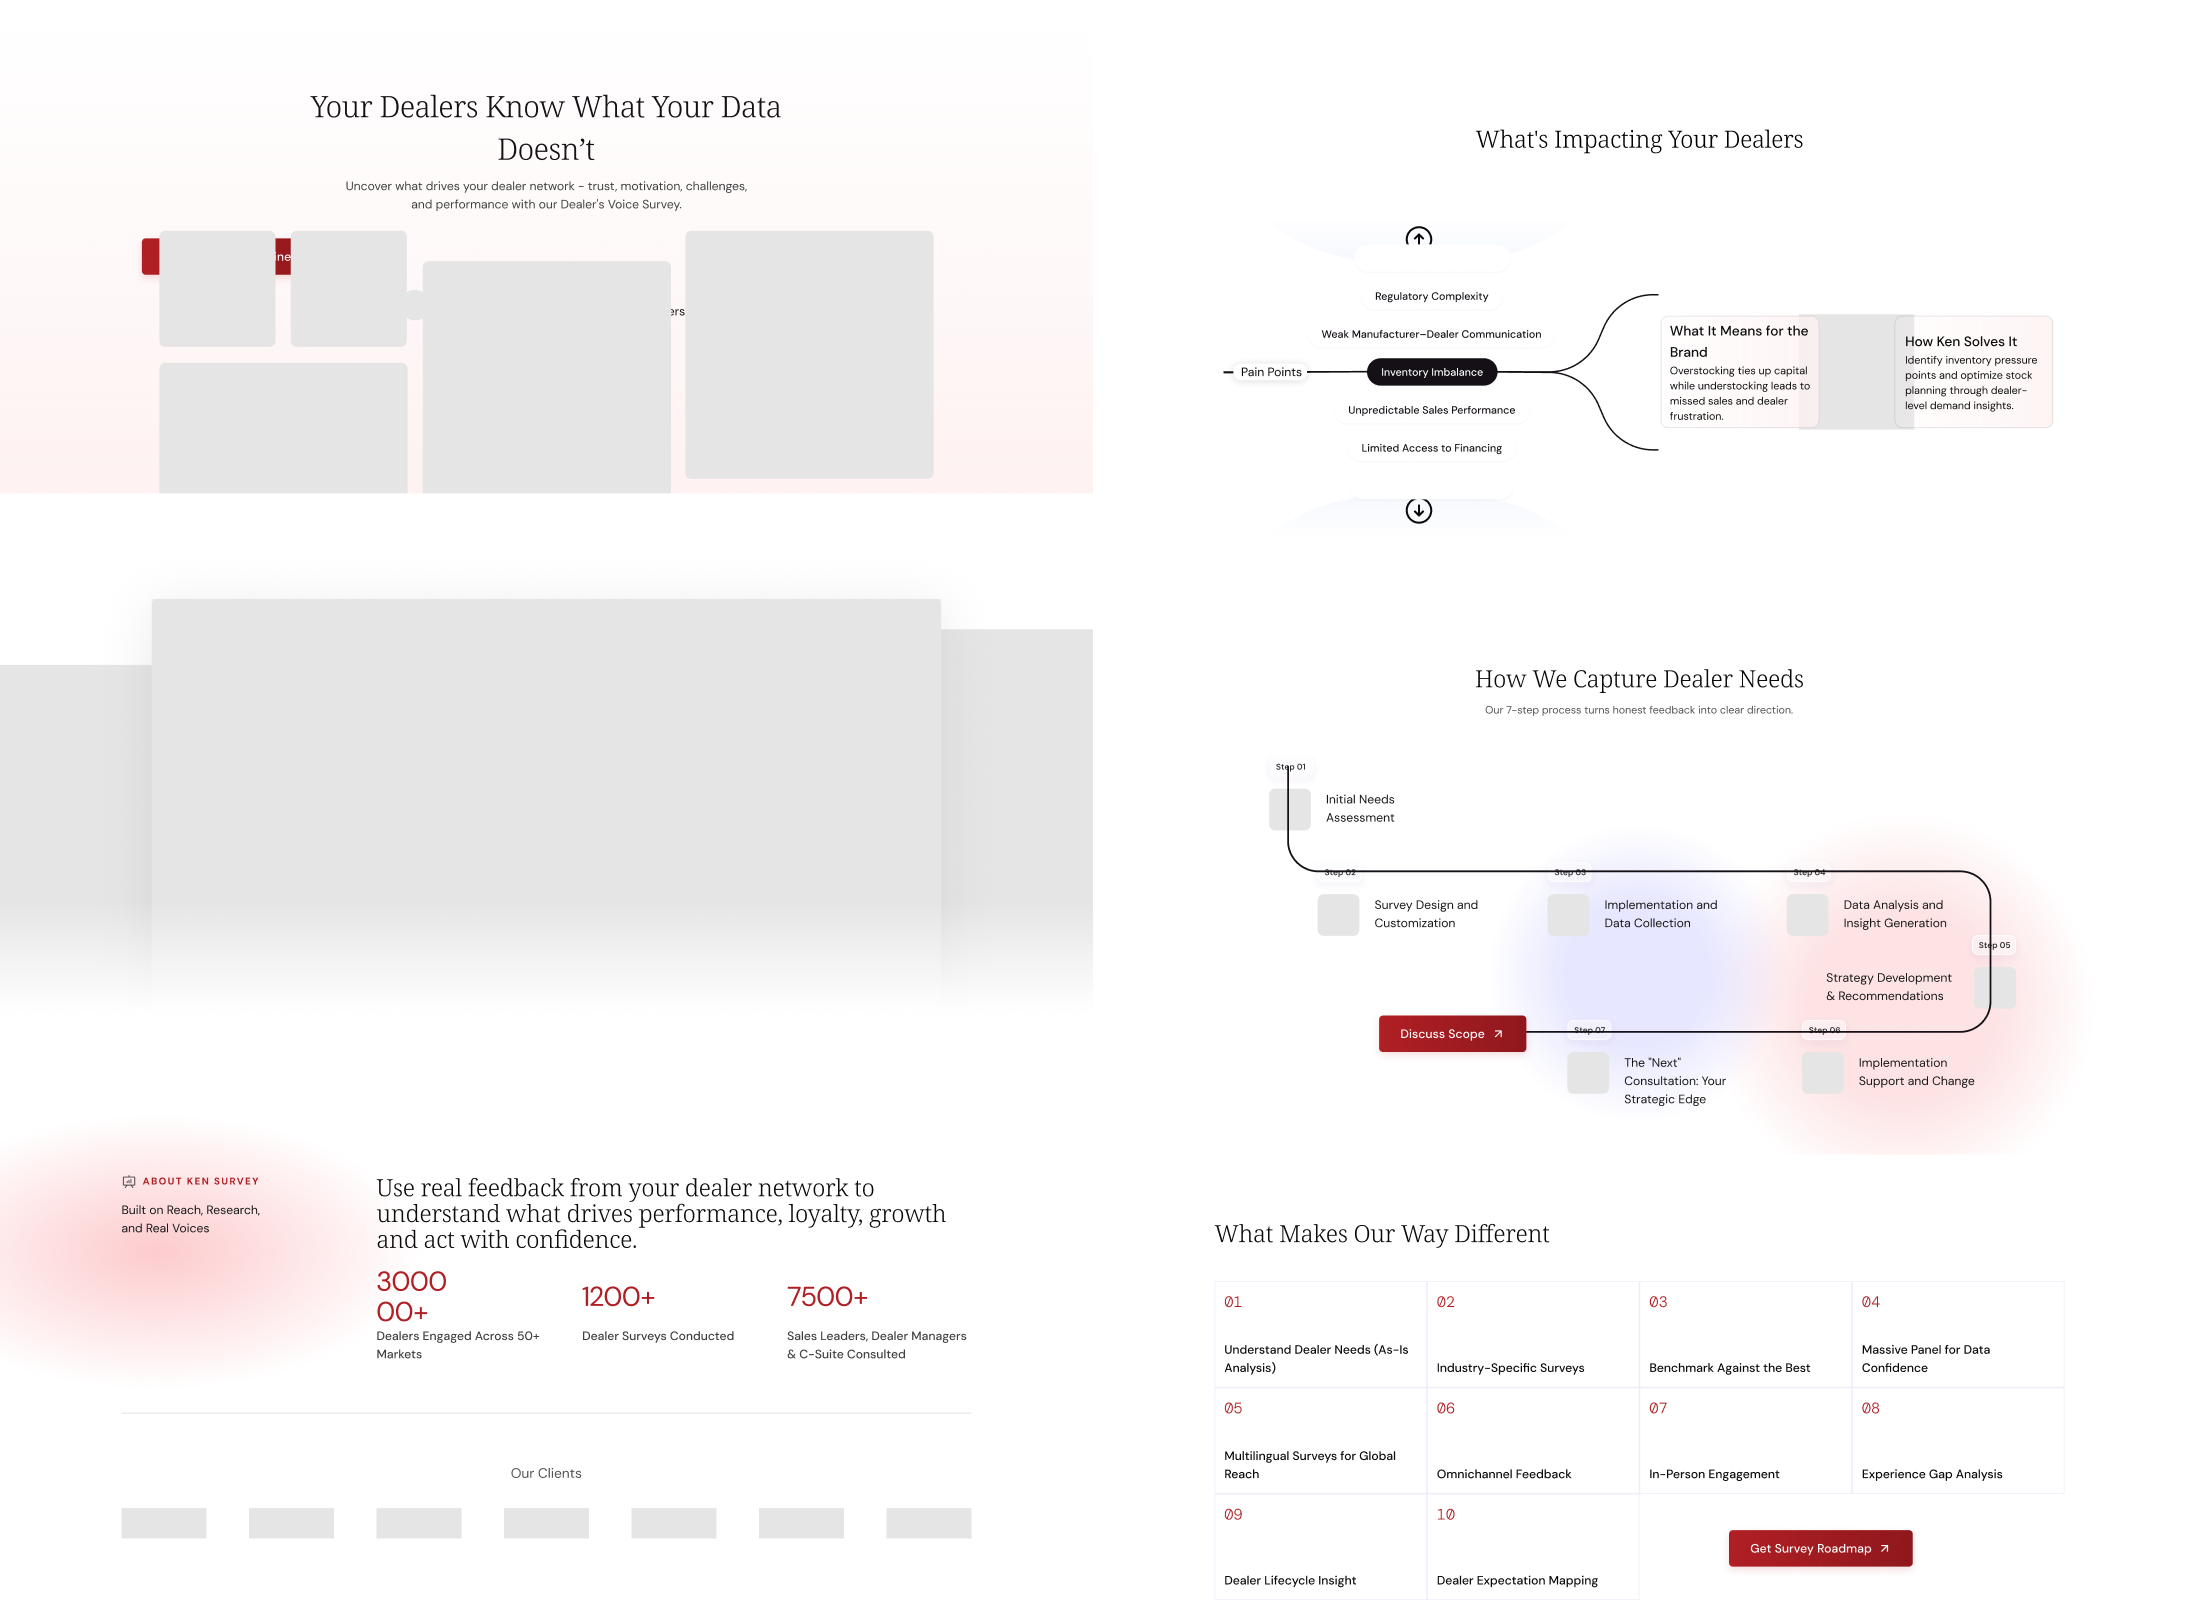 Your Dealers Know What Your Data
Doesn’t
Uncover what drives your dealer network - trust, motivation, challenges,
and performance with our Dealer's Voice Survey.
ABOUT KEN SURVEY
Built on Reach, Research,
and Real Voices
Use real feedback from your dealer network to
understand what drives performance, loyalty, growth
and act with confidence.
3000
00+
Dealers Engaged Across 50+
Markets
1200+
Dealer Surveys Conducted
7500+
Sales Leaders, Dealer Managers
& C-Suite Consulted
Our Clients
What's Impacting Your Dealers
Regulatory Complexity
Weak Manufacturer–Dealer Communication
Pain Points
Inventory Imbalance
Unpredictable Sales Performance
Limited Access to Financing
What It Means for the
Brand
Overstocking ties up capital
while understocking leads to
missed sales and dealer
frustration.
How Ken Solves It
Identify inventory pressure
points and optimize stock
planning through dealer-
level demand insights.
How We Capture Dealer Needs
Our 7-step process turns honest feedback into clear direction.
Step 01
Initial Needs
Assessment
Step 02
Survey Design and
Customization
Step 03
Implementation and
Data Collection
Step 04
Data Analysis and
Insight Generation
Step 05
Strategy Development
& Recommendations
Step 06
Implementation
Support and Change
Step 07
The "Next"
Consultation: Your
Strategic Edge
Discuss Scope
What Makes Our Way Different
01
Understand Dealer Needs (As-Is
Analysis)
02
Industry-Specific Surveys
03
Benchmark Against the Best
04
Massive Panel for Data
Confidence
05
Multilingual Surveys for Global
Reach
06
Omnichannel Feedback
07
In-Person Engagement
08
Experience Gap Analysis
09
Dealer Lifecycle Insight
10
Dealer Expectation Mapping
Get Survey Roadmap